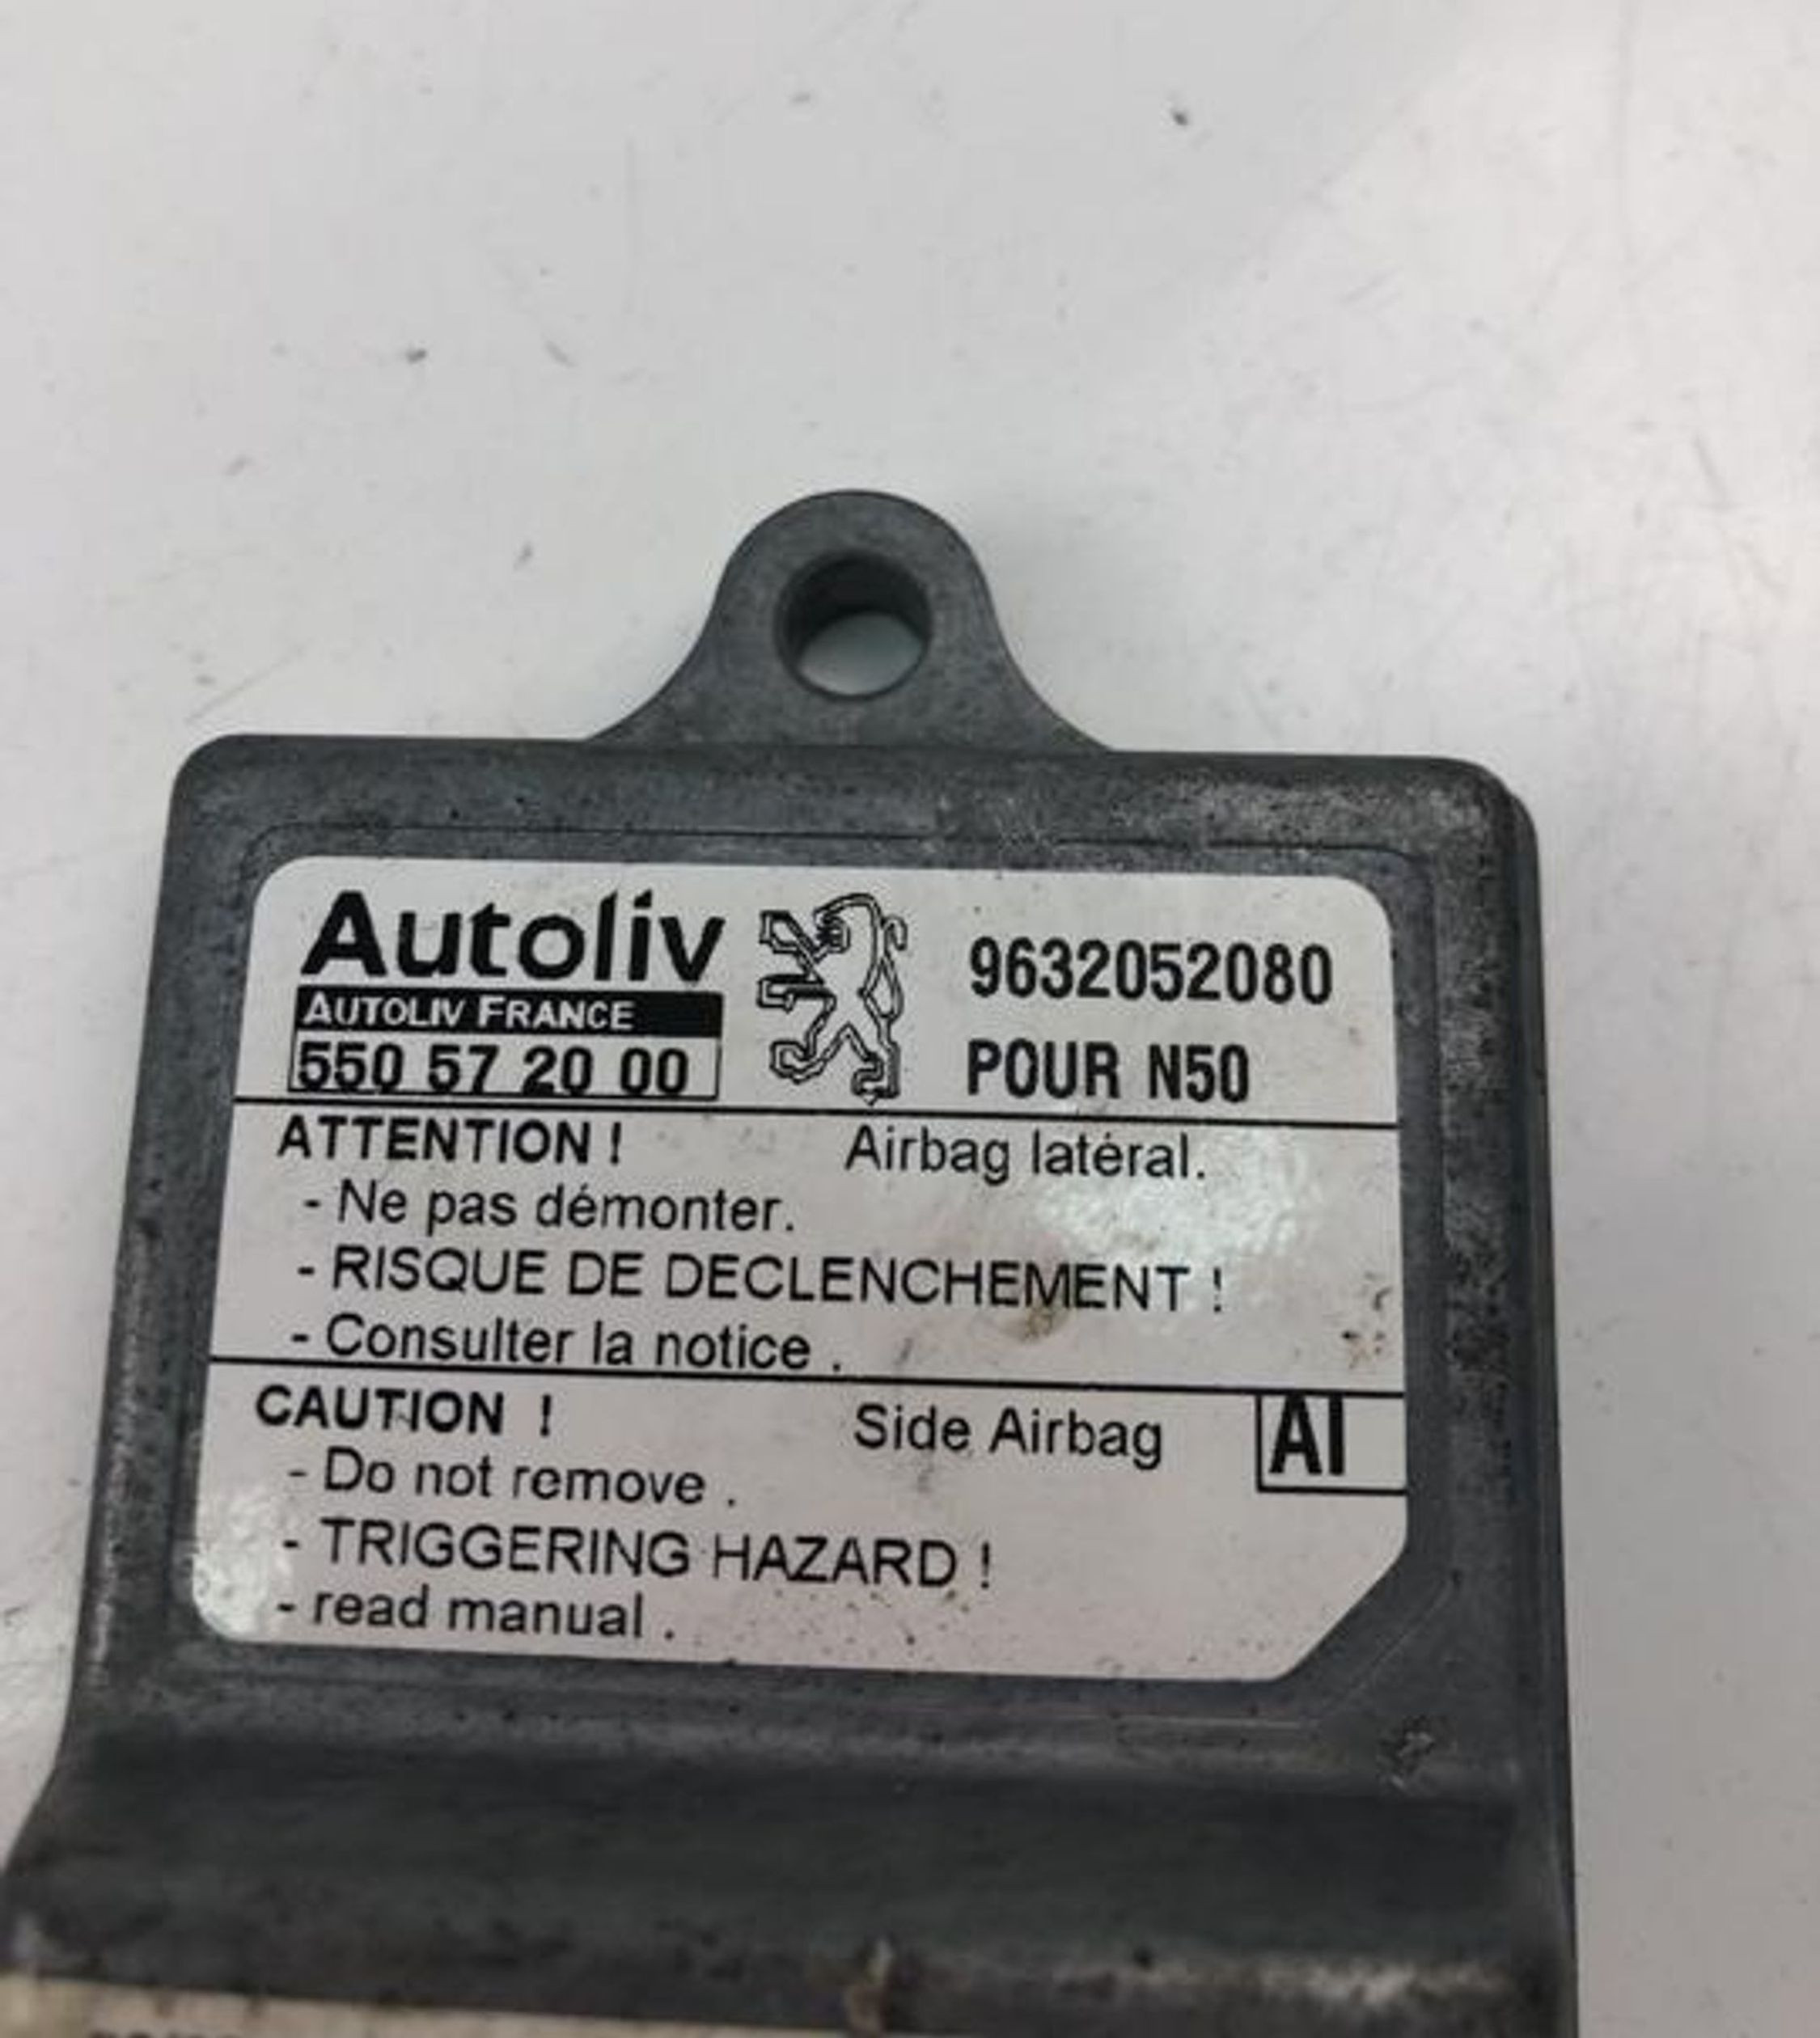 Autoliv
9632052080
AUTOLIV FRANCE
550 57 20 00
POUR N50
ATTENTION ! Airbag latéral.
- Ne pas démonter.
- RISQUE DE DECLENCHEMENT !
- Consulter la notice .
CAUTION ! Side Airbag AI
- Do not remove .
- TRIGGERING HAZARD !
- read manual .